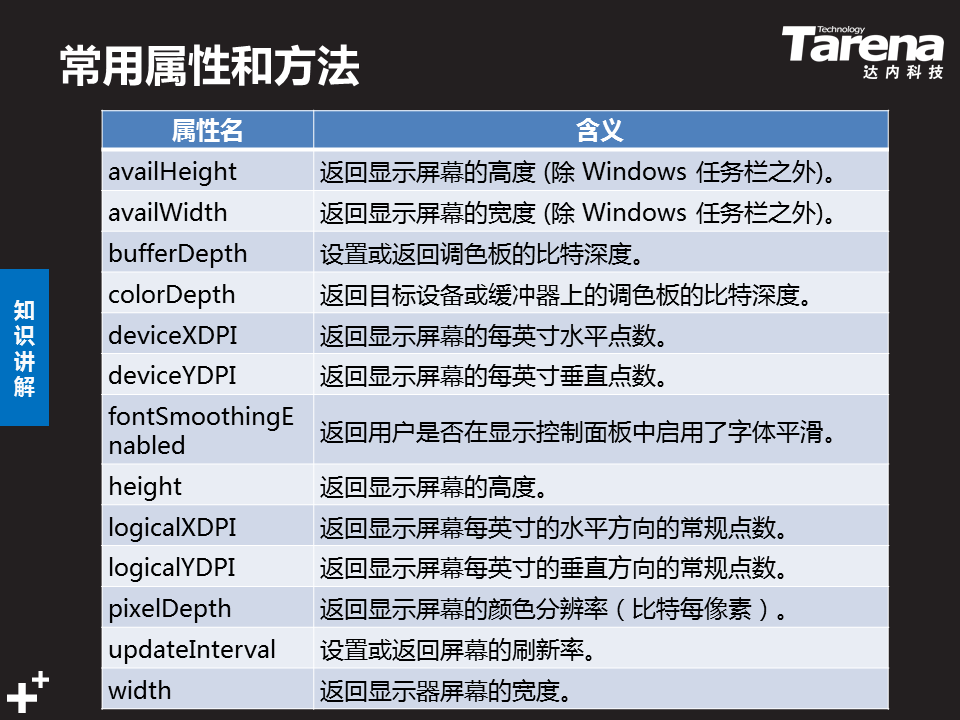 常用属性和方法
Technology
Tarena
达内科技
属性名 含义
availHeight 返回显示屏幕的高度 (除 Windows 任务栏之外)。
availWidth 返回显示屏幕的宽度 (除 Windows 任务栏之外)。
bufferDepth 设置或返回调色板的比特深度。
colorDepth 返回目标设备或缓冲器上的调色板的比特深度。
deviceXDPI 返回显示屏幕的每英寸水平点数。
deviceYDPI 返回显示屏幕的每英寸垂直点数。
fontSmoothingE
nabled 返回用户是否在显示控制面板中启用了字体平滑。
height 返回显示屏幕的高度。
logicalXDPI 返回显示屏幕每英寸的水平方向的常规点数。
logicalYDPI 返回显示屏幕每英寸的垂直方向的常规点数。
pixelDepth 返回显示屏幕的颜色分辨率（比特每像素）。
updateInterval 设置或返回屏幕的刷新率。
width 返回显示器屏幕的宽度。
知
识
讲
解